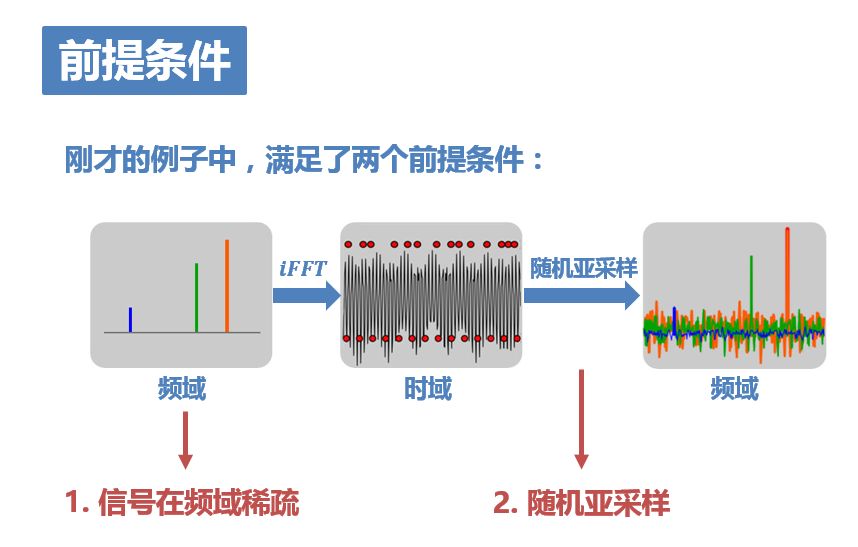 前提条件
刚才的例子中，满足了两个前提条件：
iFFT
随机亚采样
频域
时域
频域
1. 信号在频域稀疏
2. 随机亚采样